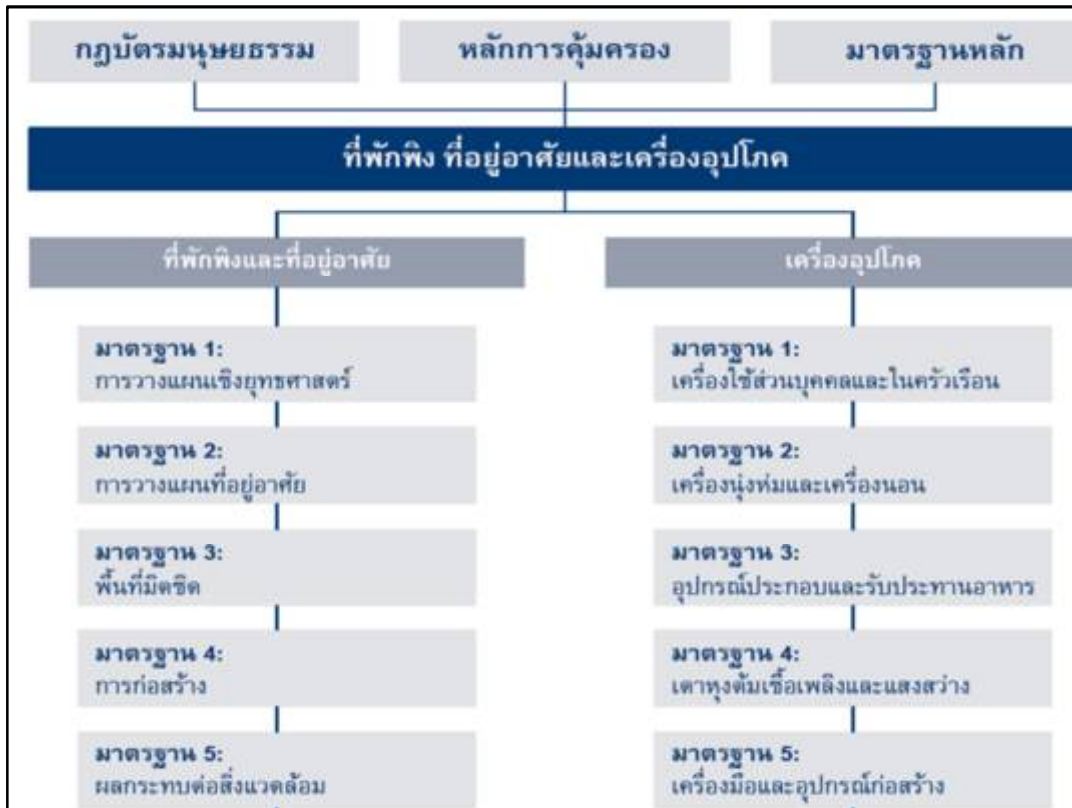 กฎบัตรมนุษยธรรม
หลักการคุ้มครอง
มาตรฐานหลัก
ที่พักพิง ที่อยู่อาศัยและเครื่องอุปโภค
ที่พักพิงและที่อยู่อาศัย
มาตรฐาน 1:
การวางแผนเชิงยุทธศาสตร์
มาตรฐาน 2:
การวางแผนที่อยู่อาศัย
มาตรฐาน 3:
พื้นที่มิดชิด
มาตรฐาน 4:
การก่อสร้าง
มาตรฐาน 5:
ผลกระทบต่อสิ่งแวดล้อม
เครื่องอุปโภค
มาตรฐาน 1:
เครื่องใช้ส่วนบุคคลและในครัวเรือน
มาตรฐาน 2:
เครื่องนุ่งห่มและเครื่องนอน
มาตรฐาน 3:
อุปกรณ์ประกอบและรับประทานอาหาร
มาตรฐาน 4:
เตาหุงต้มเชื้อเพลิงและแสงสว่าง
มาตรฐาน 5:
เครื่องมือและอุปกรณ์ก่อสร้าง